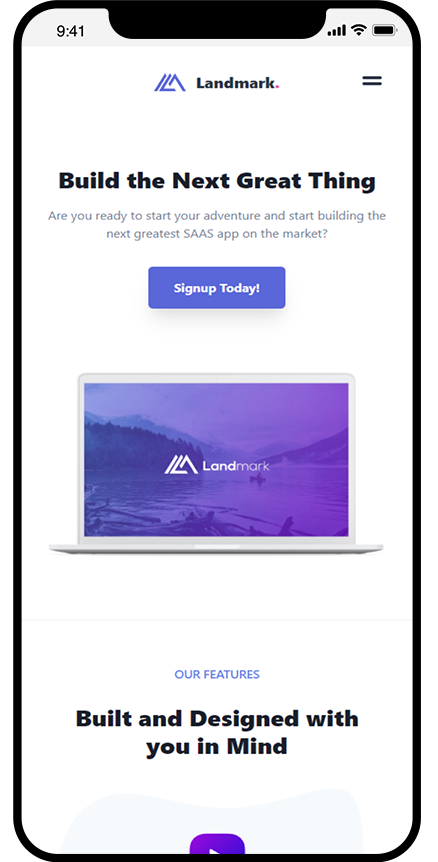 9:41
Landmark.
Build the Next Great Thing
Are you ready to start your adventure and start building the
next greatest SAAS app on the market?
Signup Today!
Landmark
OUR FEATURES
Built and Designed with
you in Mind